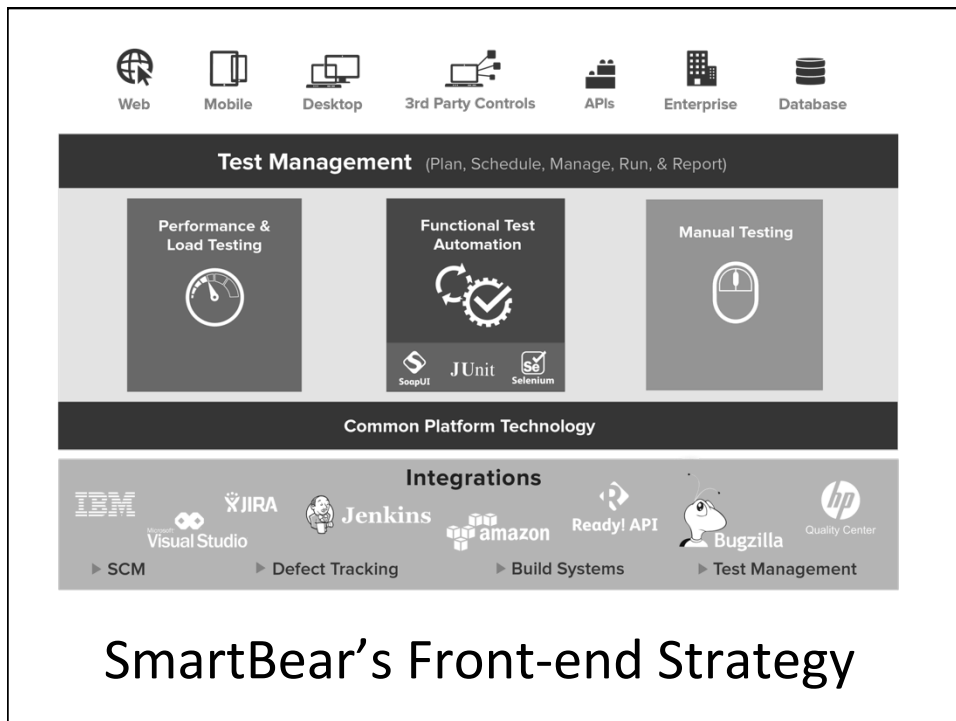 Web Mobile Desktop 3rd Party Controls APIs Enterprise Database
Test Management (Plan, Schedule, Manage, Run, & Report)
Performance &
Load Testing
Functional Test
Automation
SoapUI JUnit Se Selenium
Manual Testing
Common Platform Technology
Integrations
IBM
Microsoft
Visual Studio
JIRA
Jenkins
amazon
Ready! API
Bugzilla
hp
Quality Center
SCM Defect Tracking Build Systems Test Management
SmartBear’s Front-end Strategy